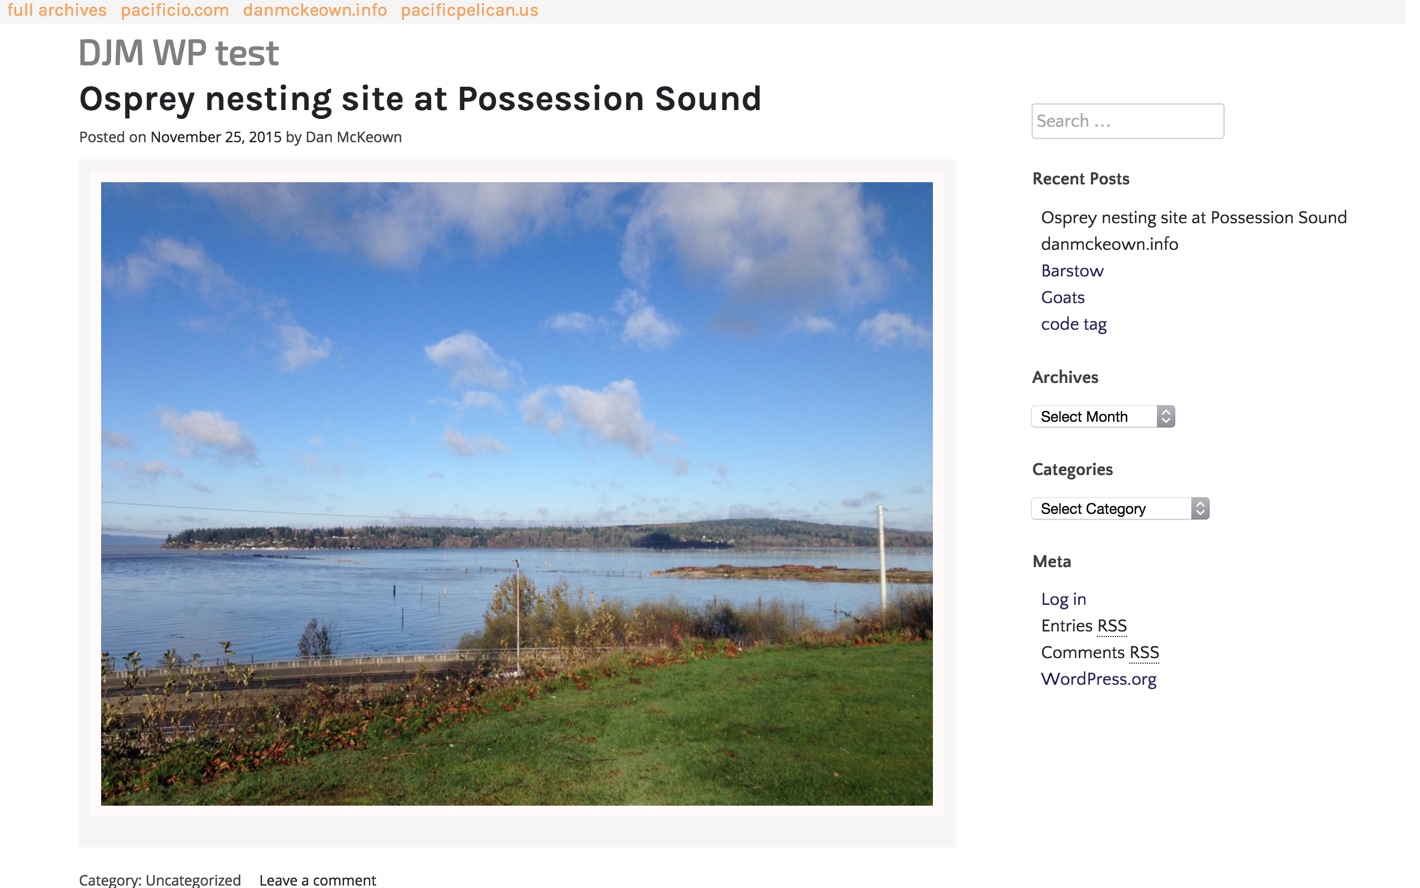 full archives pacificio.com danmckeown.info pacificpelican.us
DJM WP test
Osprey nesting site at Possession Sound
Posted on November 25, 2015 by Dan McKeown
Category: Uncategorized Leave a comment
Search ...
Recent Posts
Osprey nesting site at Possession Sound
danmckeown.info
Barstow
Goats
code tag
Archives
Select Month
Categories
Select Category
Meta
Log in
Entries RSS
Comments RSS
WordPress.org